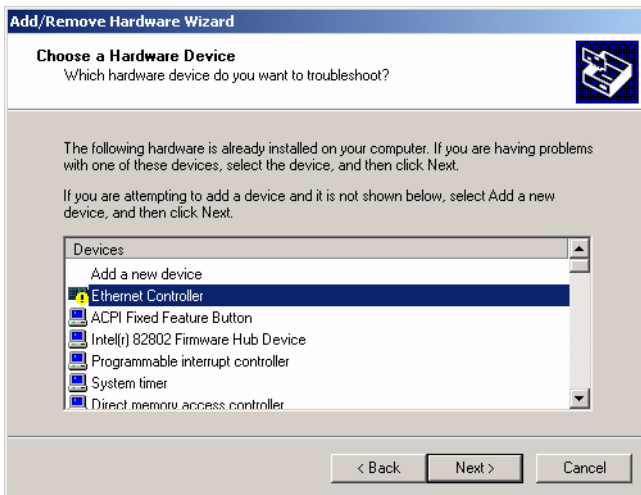 Add/Remove Hardware Wizard
Choose a Hardware Device
Which hardware device do you want to troubleshoot?
The following hardware is already installed on your computer. If you are having problems
with one of these devices, select the device, and then click Next.
If you are attempting to add a device and it is not shown below, select Add a new
device, and then click Next.
Devices
Add a new device
Ethernet Controller
ACPI Fixed Feature Button
Intel(r) 82802 Firmware Hub Device
Programmable interrupt controller
System timer
Direct memory access controller
< Back
Next >
Cancel